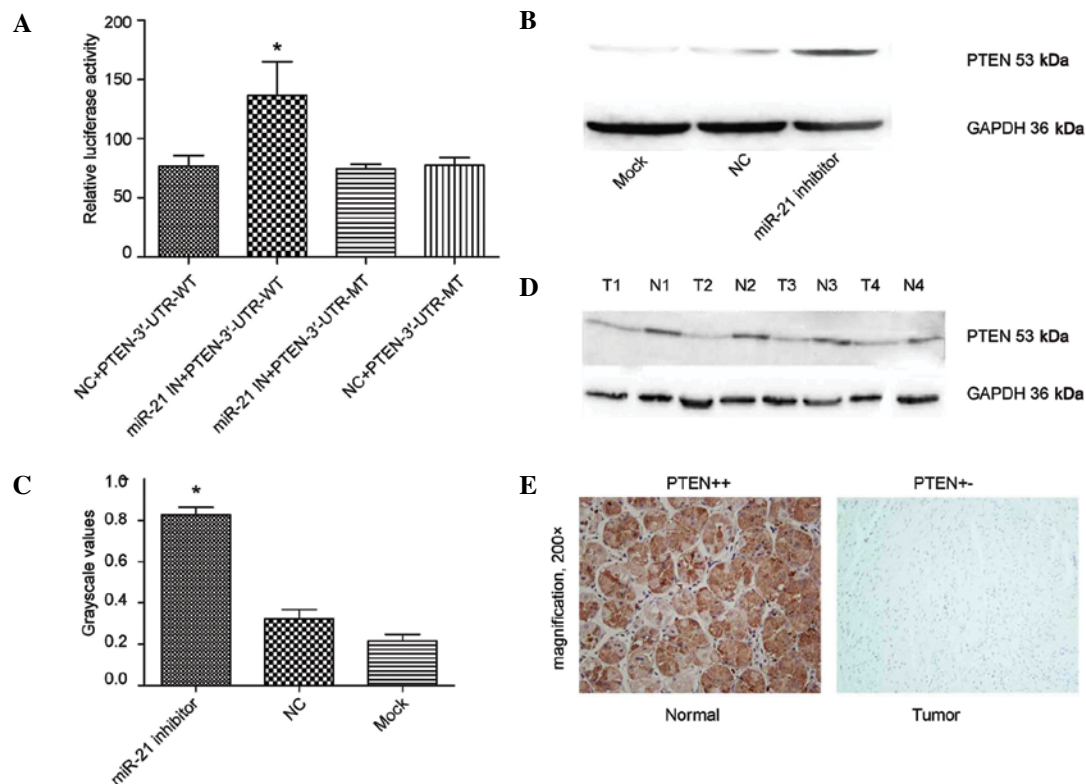 A
Relative luciferase activity
200
150
100
50
0
*
NC+PTEN-3′-UTR-WT
miR-21 IN+PTEN-3′-UTR-WT
miR-21 IN+PTEN-3′-UTR-MT
NC+PTEN-3′-UTR-MT
B
PTEN 53 kDa
GAPDH 36 kDa
Mock
NC
miR-21 inhibitor
C
Grayscale values
1.0
0.8
0.6
0.4
0.2
0.0
*
miR-21 inhibitor
NC
Mock
D
T1 N1 T2 N2 T3 N3 T4 N4
PTEN 53 kDa
GAPDH 36 kDa
E
PTEN++
PTEN+-
magnification, 200×
Normal
Tumor